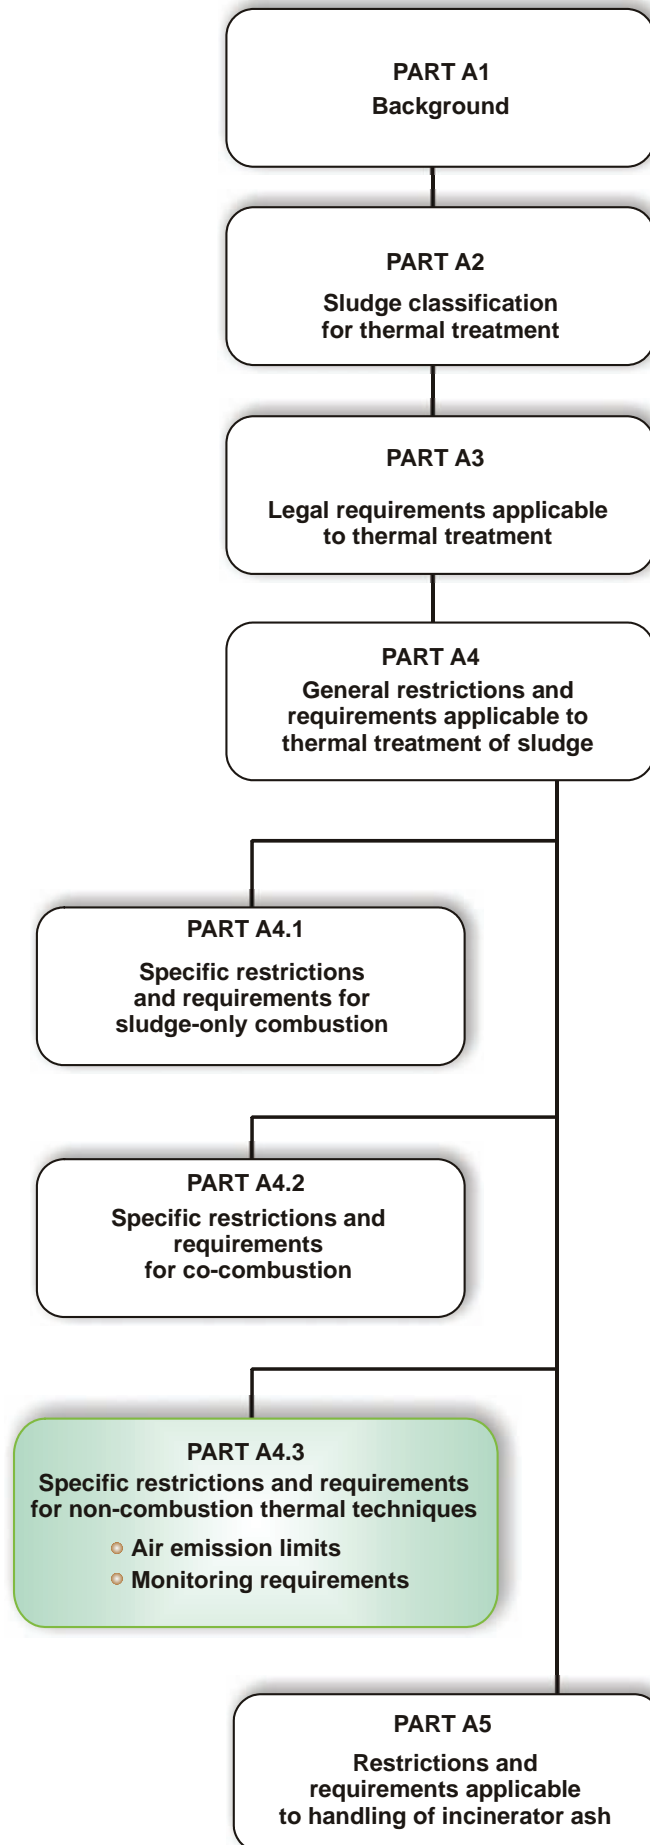 PART A1
Background
PART A2
Sludge classification
for thermal treatment
PART A3
Legal requirements applicable
to thermal treatment
PART A4
General restrictions and
requirements applicable to
thermal treatment of sludge
PART A4.1
Specific restrictions
and requirements for
sludge-only combustion
PART A4.2
Specific restrictions and
requirements
for co-combustion
PART A4.3
Specific restrictions and requirements
for non-combustion thermal techniques
Air emission limits
Monitoring requirements
PART A5
Restrictions and
requirements applicable
to handling of incinerator ash